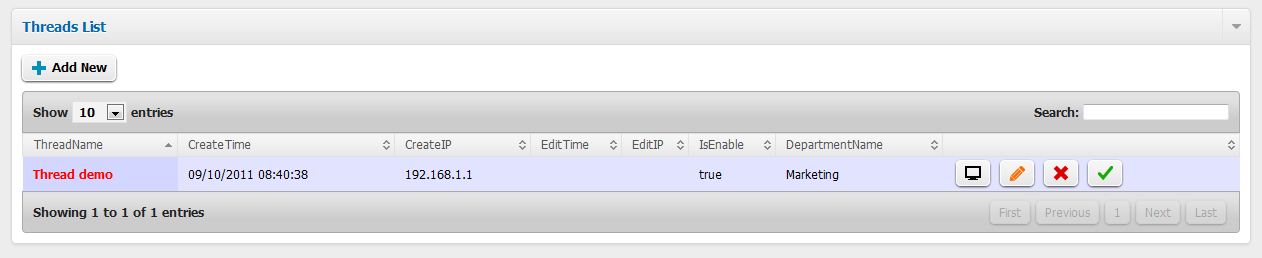 Threads List
Add New
Show 10 entries Search:
ThreadName CreateTime CreateIP EditTime EditIP IsEnable DepartmentName
Thread demo 09/10/2011 08:40:38 192.168.1.1 true Marketing
Showing 1 to 1 of 1 entries First Previous 1 Next Last